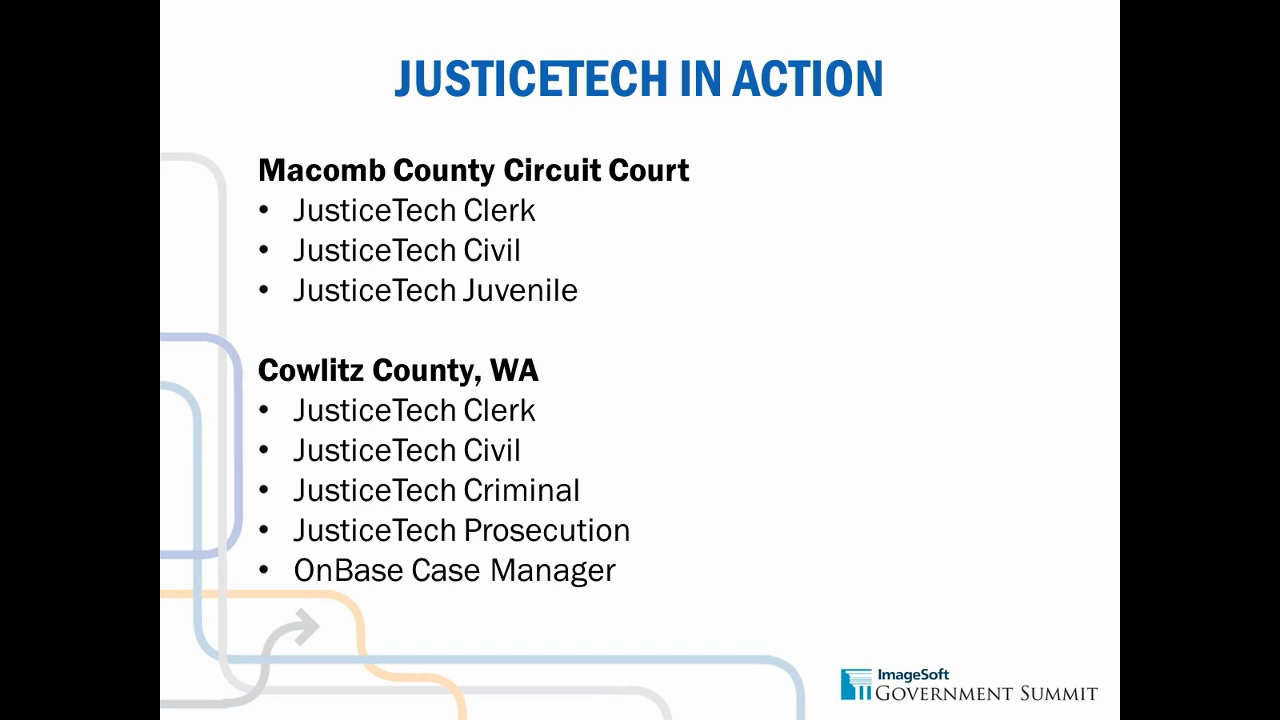 JUSTICETECH IN ACTION
Macomb County Circuit Court
• JusticeTech Clerk
• JusticeTech Civil
• JusticeTech Juvenile
Cowlitz County, WA
• JusticeTech Clerk
• JusticeTech Civil
• JusticeTech Criminal
• JusticeTech Prosecution
• OnBase Case Manager
ImageSoft
GOVERNMENT SUMMIT